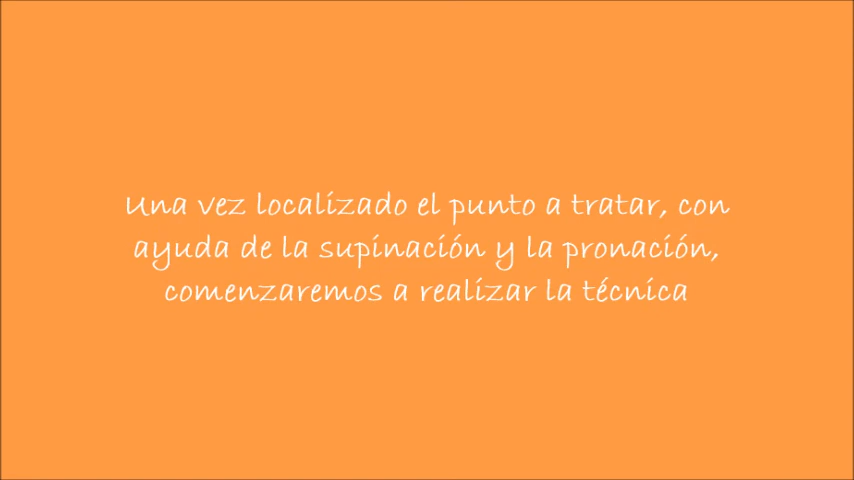 Una vez localizado el punto a tratar, con
ayuda de la supinación y la pronación,
comenzaremos a realizar la técnica